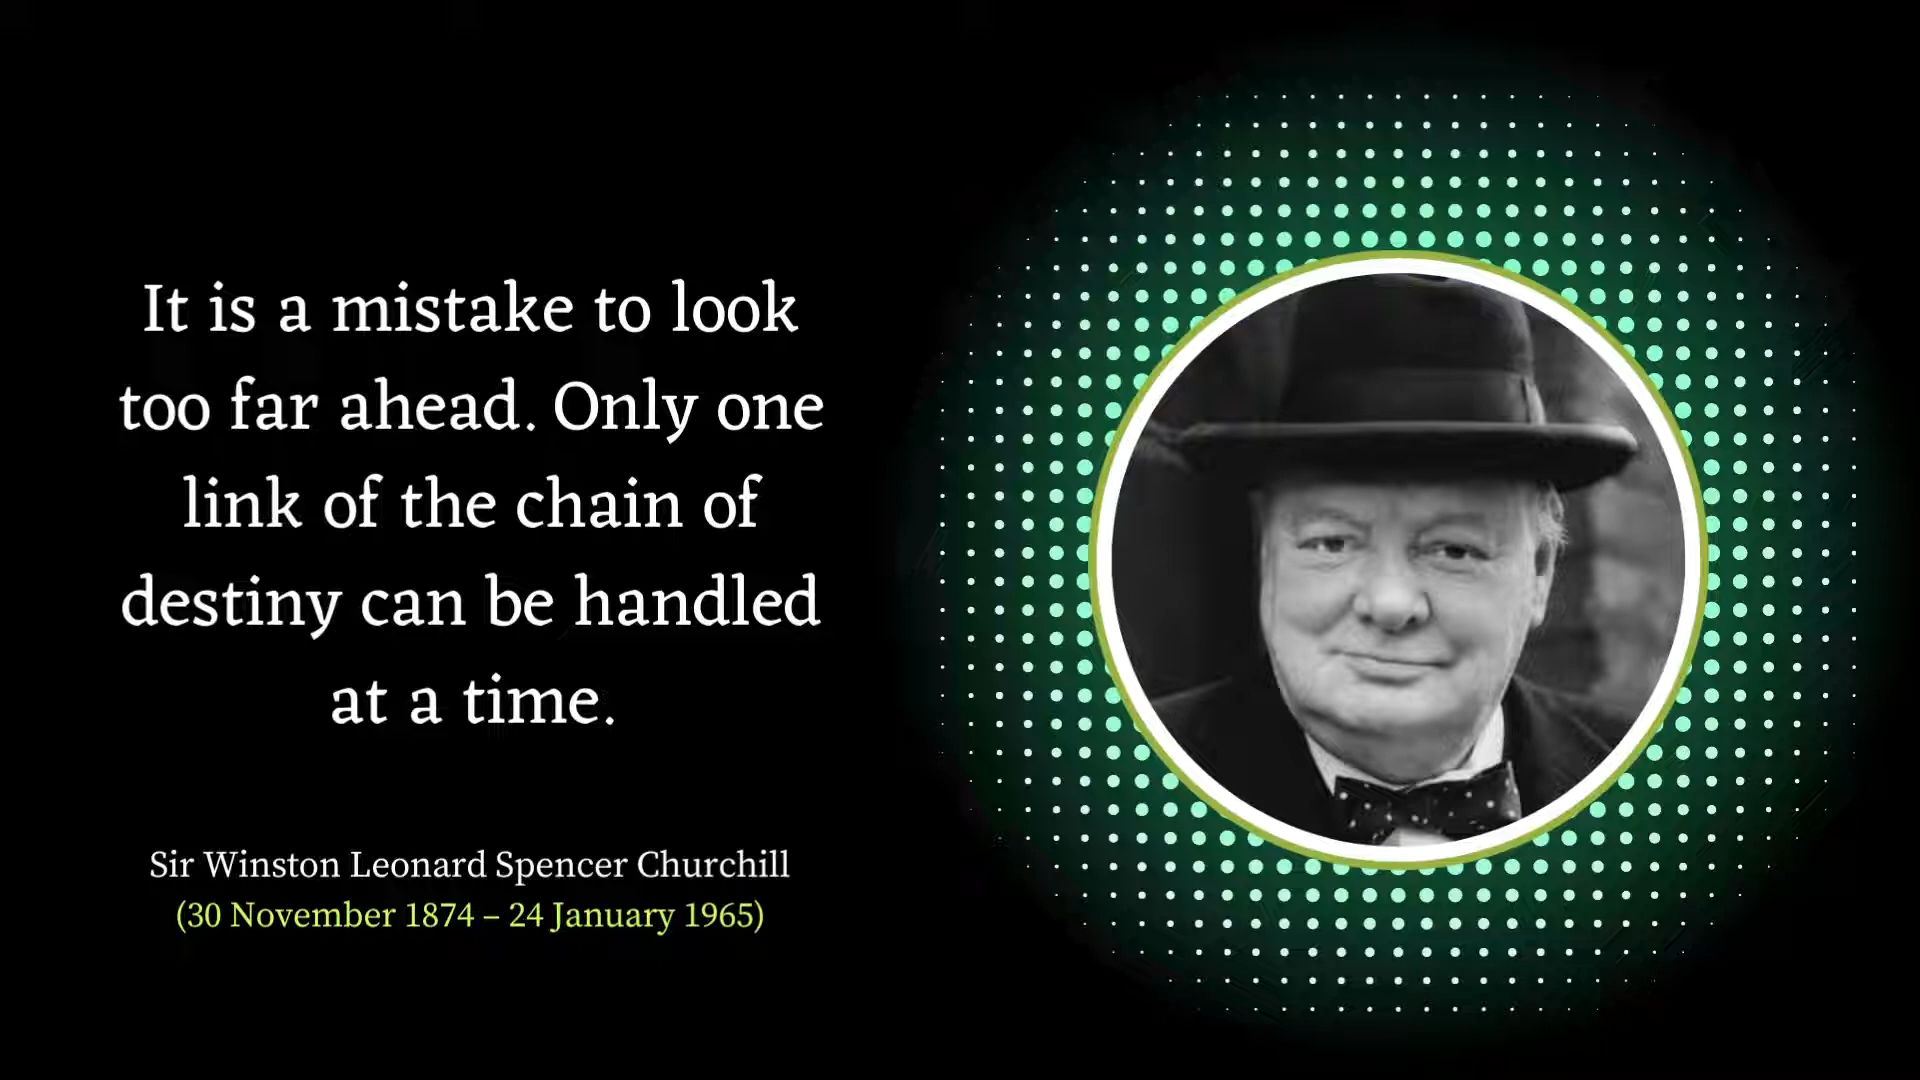 It is a mistake to look
too far ahead. Only one
link of the chain of
destiny can be handled
at a time.
Sir Winston Leonard Spencer Churchill
(30 November 1874 – 24 January 1965)